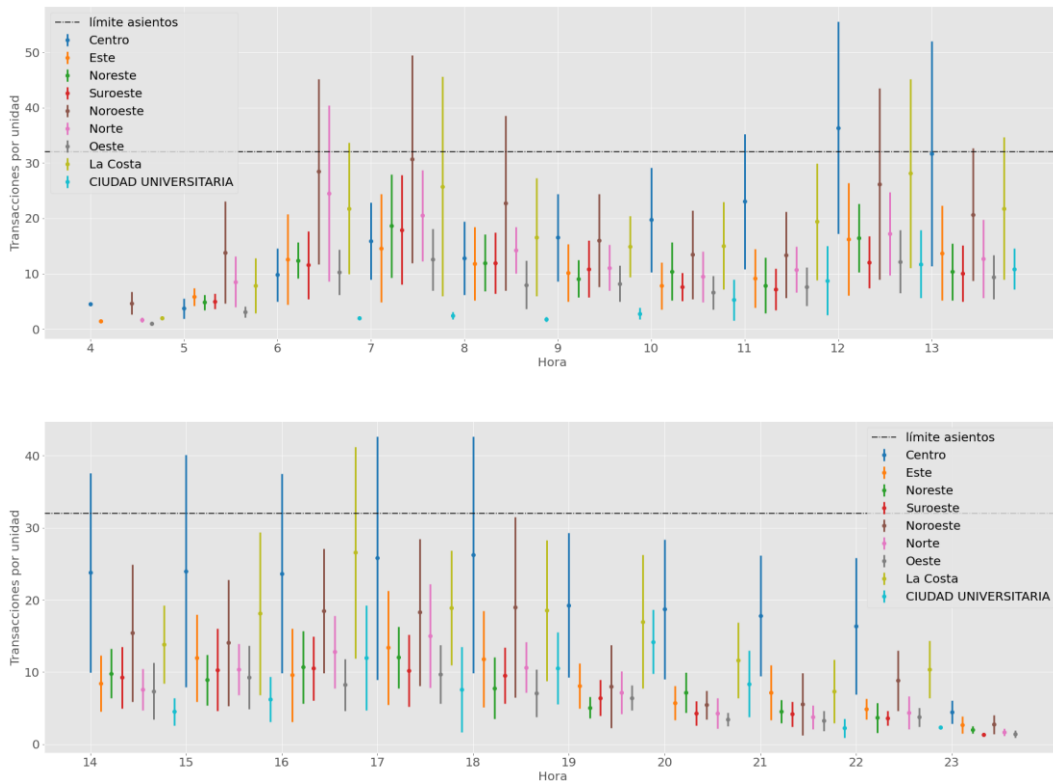 límite asientos
Centro
Este
Noreste
Suroeste
Noroeste
Norte
Oeste
La Costa
CIUDAD UNIVERSITARIA
Transacciones por unidad
50
40
30
20
10
0
4 5 6 7 8 9 10 11 12 13
Hora
límite asientos
Centro
Este
Noreste
Suroeste
Noroeste
Norte
Oeste
La Costa
CIUDAD UNIVERSITARIA
Transacciones por unidad
40
30
20
10
0
14 15 16 17 18 19 20 21 22 23
Hora